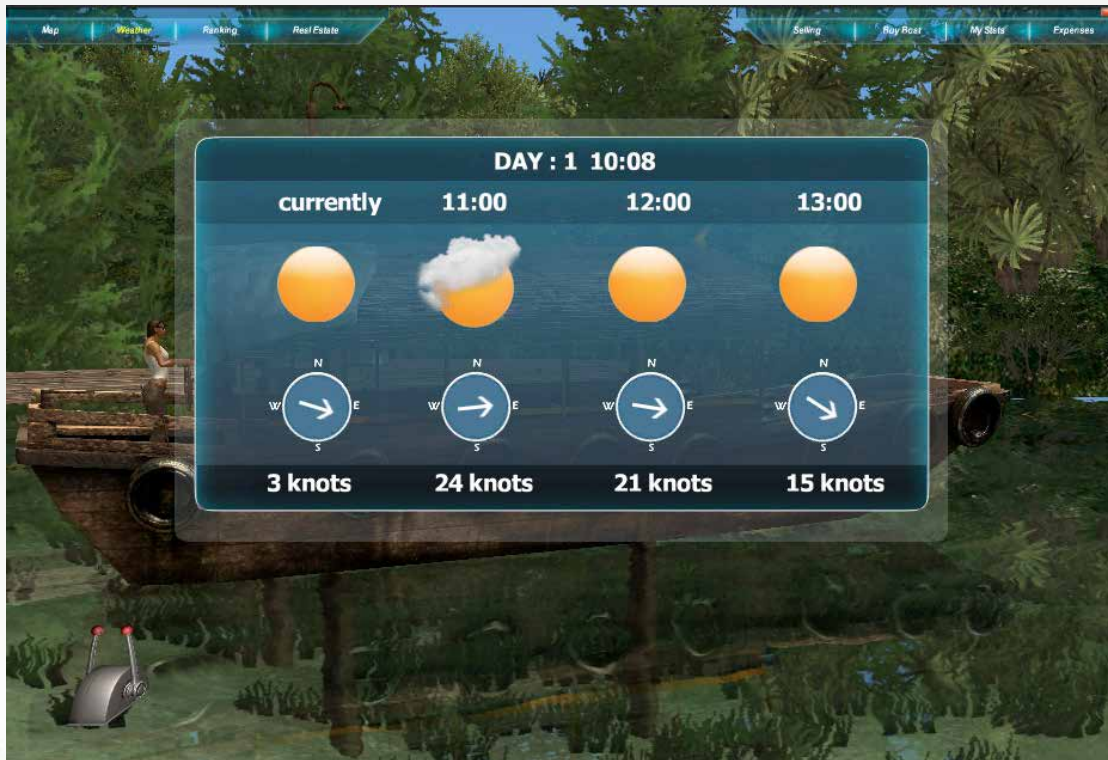 Map Weather Ranking Real Estate Selling Buy Boat My Stats Expenses
DAY : 1 10:08
currently 11:00 12:00 13:00
N N N N
W E W E W E W E
S S S S
3 knots 24 knots 21 knots 15 knots